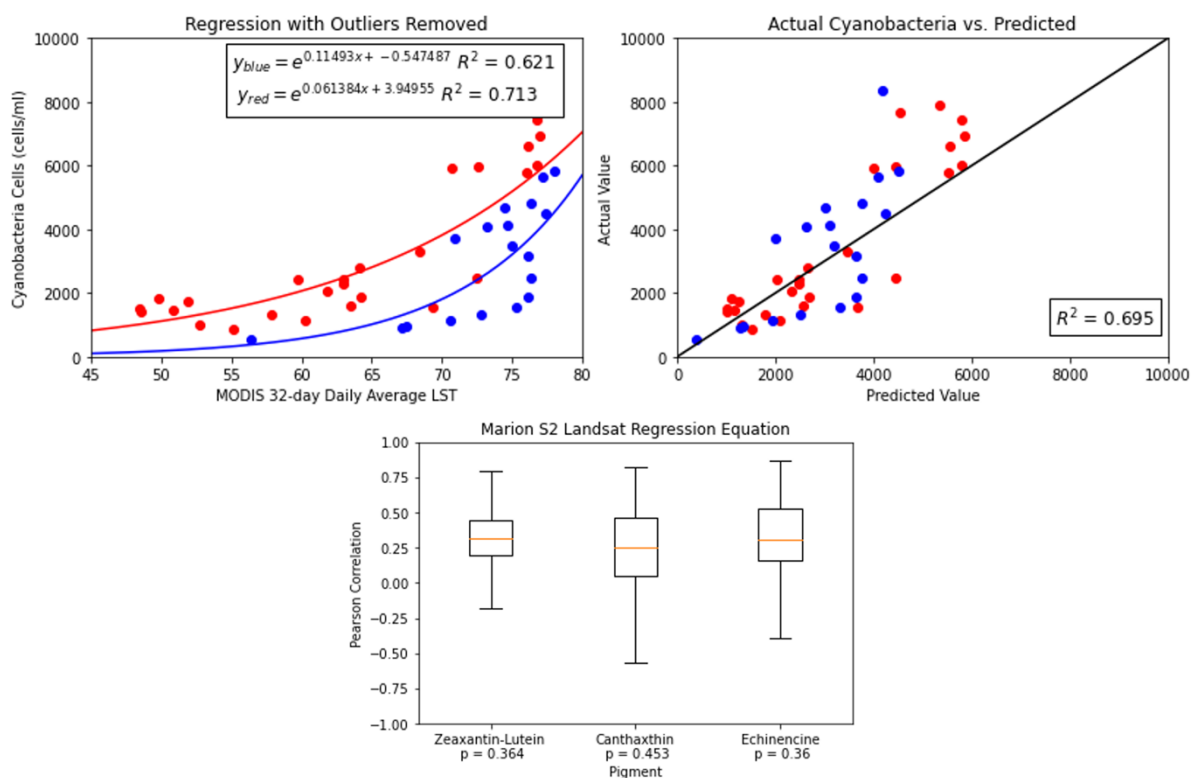 Regression with Outliers Removed
y_blue = e^{0.11493x + −0.547487} R² = 0.621
y_red = e^{0.061384x + 3.94955} R² = 0.713
Cyanobacteria Cells (cells/ml)
10000
8000
6000
4000
2000
0
45 50 55 60 65 70 75 80
MODIS 32-day Daily Average LST
Actual Cyanobacteria vs. Predicted
Actual Value
10000
8000
6000
4000
2000
0
R² = 0.695
0 2000 4000 6000 8000 10000
Predicted Value
Marion S2 Landsat Regression Equation
Pearson Correlation
1.00
0.75
0.50
0.25
0.00
−0.25
−0.50
−0.75
−1.00
Zeaxantin-Lutein Canthaxthin Echinencine
p = 0.364 p = 0.453 p = 0.36
Pigment